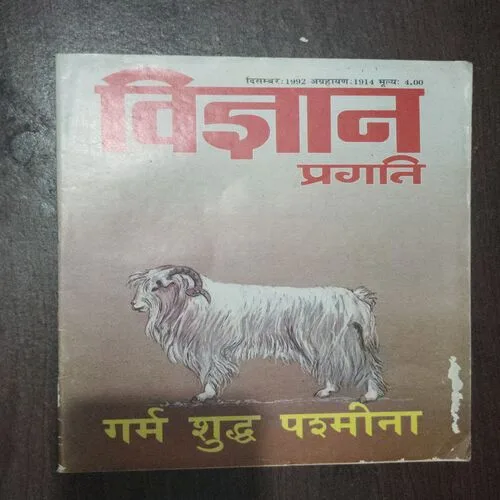 दिसम्बर:1992 अग्रहायण:1914 मूल्य: 4.00
विज्ञान
प्रगति
गर्म शुद्ध पश्मीना